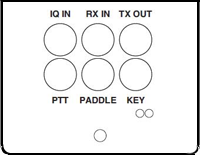 IQ IN RX IN TX OUT
PTT PADDLE KEY